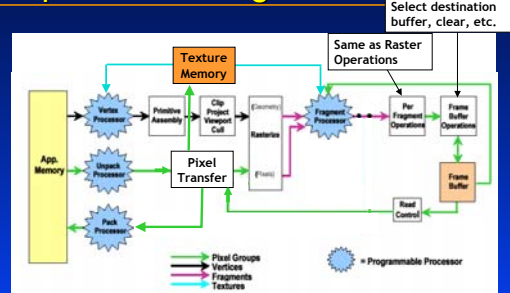 Select destination
buffer, clear, etc.
Same as Raster
Operations
Texture
Memory
Vertex
Processor
Primitive
Assembly
Clip
Project
Viewport
Cull
(Geometry)
Rasterize
(Pixels)
Fragment
Processor
Per
Fragment
Operations
Frame
Buffer
Operations
App.
Memory
Unpack
Processor
Pixel
Transfer
Frame
Buffer
Read
Control
Pack
Processor
Pixel Groups
Vertices
Fragments
Textures
= Programmable Processor